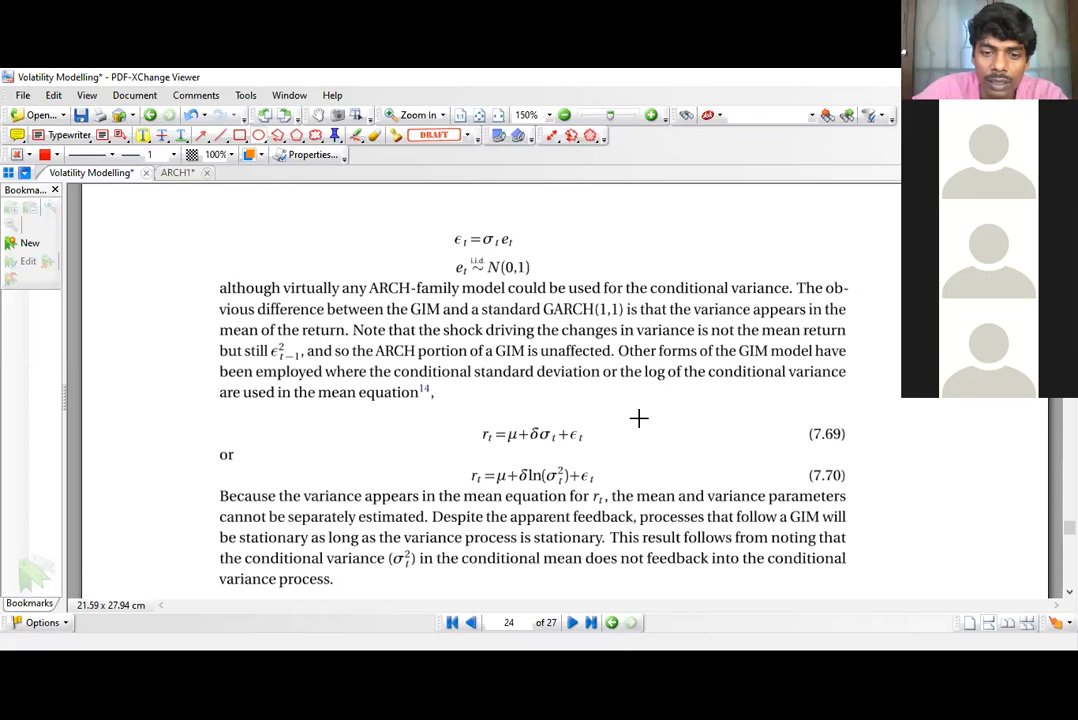 Volatility Modelling* - PDF-XChange Viewer
File Edit View Document Comments Tools Window Help
Open... Zoom In 150%
Typewriter DRAFT
1 100% Properties...
Volatility Modelling* ARCH1*
Bookma...
New
Edit
ϵt = σt et
et i.i.d. ∼ N(0,1)
although virtually any ARCH-family model could be used for the conditional variance. The ob-
vious difference between the GIM and a standard GARCH(1,1) is that the variance appears in the
mean of the return. Note that the shock driving the changes in variance is not the mean return
but still ϵ²t−1, and so the ARCH portion of a GIM is unaffected. Other forms of the GIM model have
been employed where the conditional standard deviation or the log of the conditional variance
are used in the mean equation14,
rt = μ+δσt +ϵt (7.69)
or
rt = μ+δln(σ²t)+ϵt (7.70)
Because the variance appears in the mean equation for rt, the mean and variance parameters
cannot be separately estimated. Despite the apparent feedback, processes that follow a GIM will
be stationary as long as the variance process is stationary. This result follows from noting that
the conditional variance (σ²t) in the conditional mean does not feedback into the conditional
variance process.
Bookmarks 21.59 x 27.94 cm
Options 24 of 27